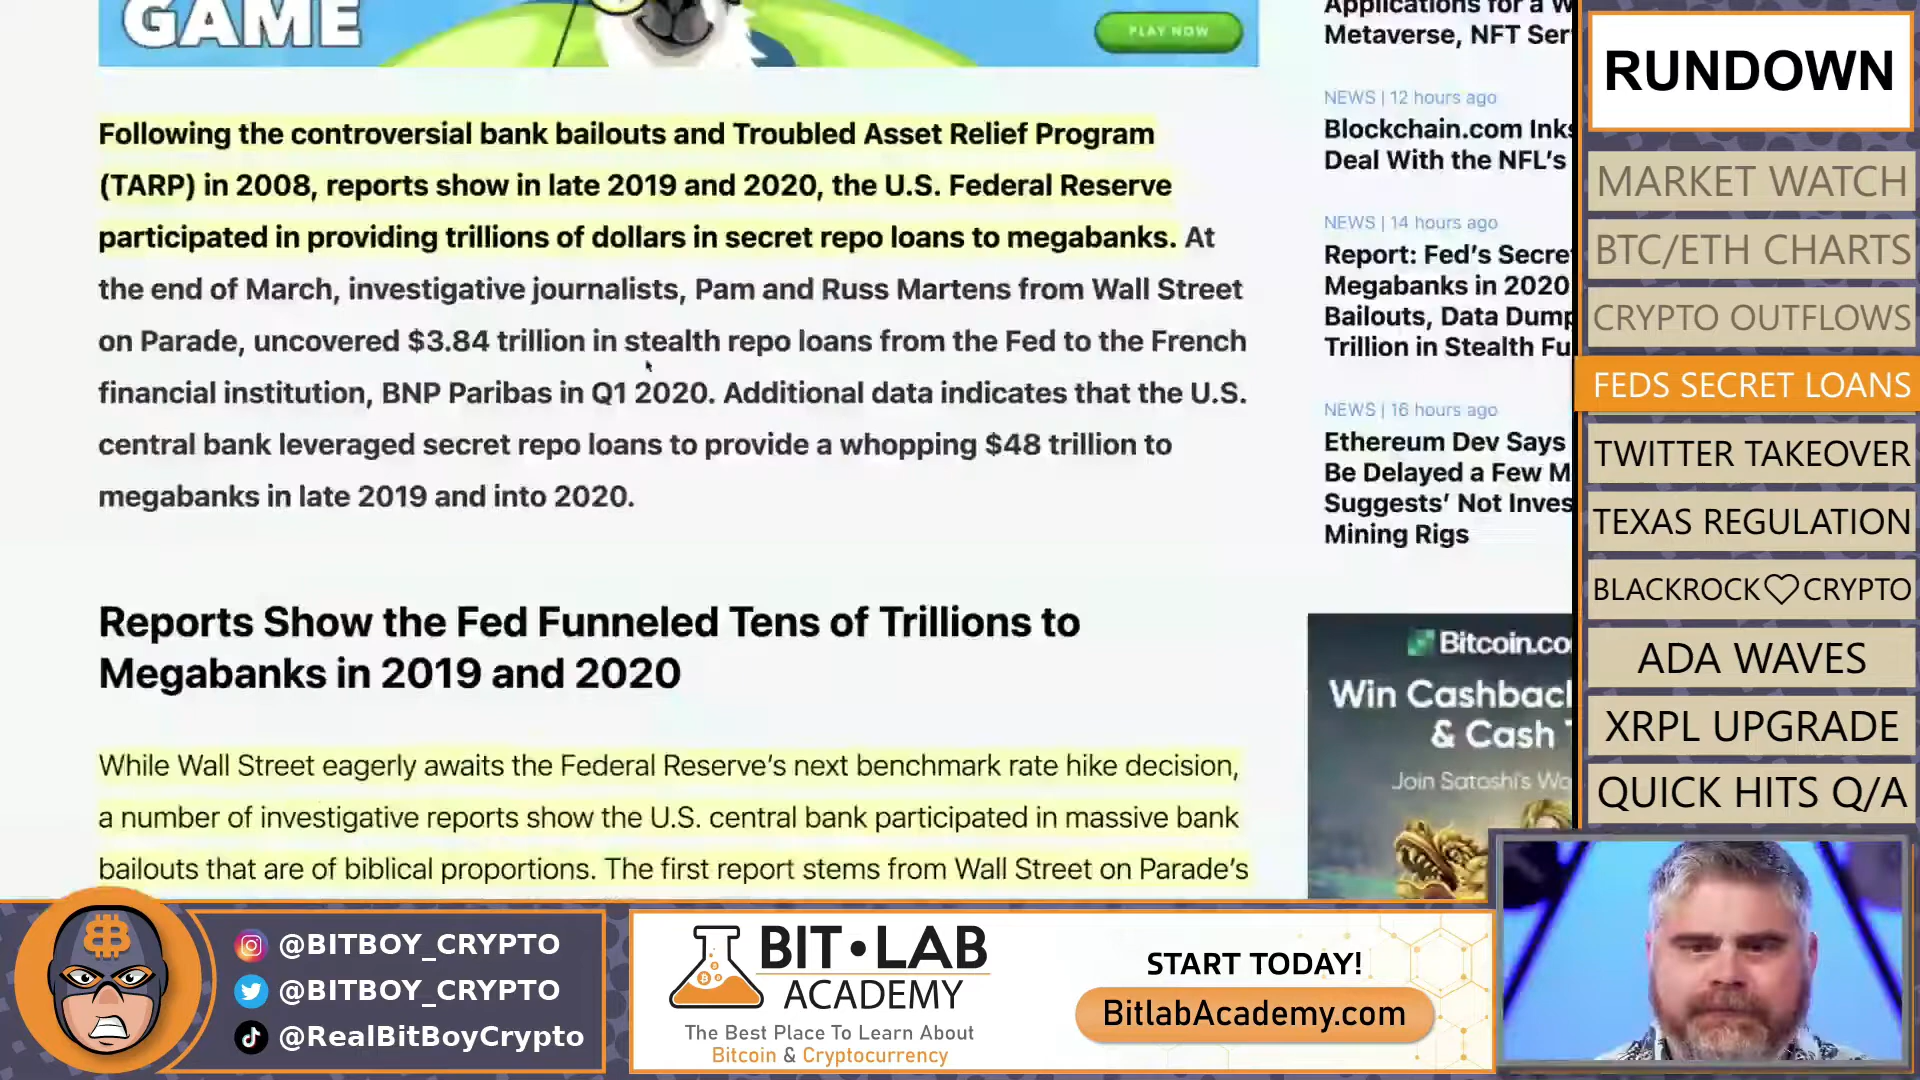 GAME
PLAY NOW
Following the controversial bank bailouts and Troubled Asset Relief Program
(TARP) in 2008, reports show in late 2019 and 2020, the U.S. Federal Reserve
participated in providing trillions of dollars in secret repo loans to megabanks. At
the end of March, investigative journalists, Pam and Russ Martens from Wall Street
on Parade, uncovered $3.84 trillion in stealth repo loans from the Fed to the French
financial institution, BNP Paribas in Q1 2020. Additional data indicates that the U.S.
central bank leveraged secret repo loans to provide a whopping $48 trillion to
megabanks in late 2019 and into 2020.
Reports Show the Fed Funneled Tens of Trillions to
Megabanks in 2019 and 2020
While Wall Street eagerly awaits the Federal Reserve’s next benchmark rate hike decision,
a number of investigative reports show the U.S. central bank participated in massive bank
bailouts that are of biblical proportions. The first report stems from Wall Street on Parade’s
Applications for a W
Metaverse, NFT Ser
NEWS | 12 hours ago
Blockchain.com Inks
Deal With the NFL’s
NEWS | 14 hours ago
Report: Fed’s Secre
Megabanks in 2020
Bailouts, Data Dump
Trillion in Stealth Fu
NEWS | 16 hours ago
Ethereum Dev Says
Be Delayed a Few M
Suggests’ Not Inves
Mining Rigs
Bitcoin.co
Win Cashback
& Cash
Join Satoshi's Wo
RUNDOWN
MARKET WATCH
BTC/ETH CHARTS
CRYPTO OUTFLOWS
FEDS SECRET LOANS
TWITTER TAKEOVER
TEXAS REGULATION
BLACKROCK♡CRYPTO
ADA WAVES
XRPL UPGRADE
QUICK HITS Q/A
@BITBOY_CRYPTO
@BITBOY_CRYPTO
@RealBitBoyCrypto
BIT•LAB
ACADEMY
The Best Place To Learn About
Bitcoin & Cryptocurrency
START TODAY!
BitlabAcademy.com